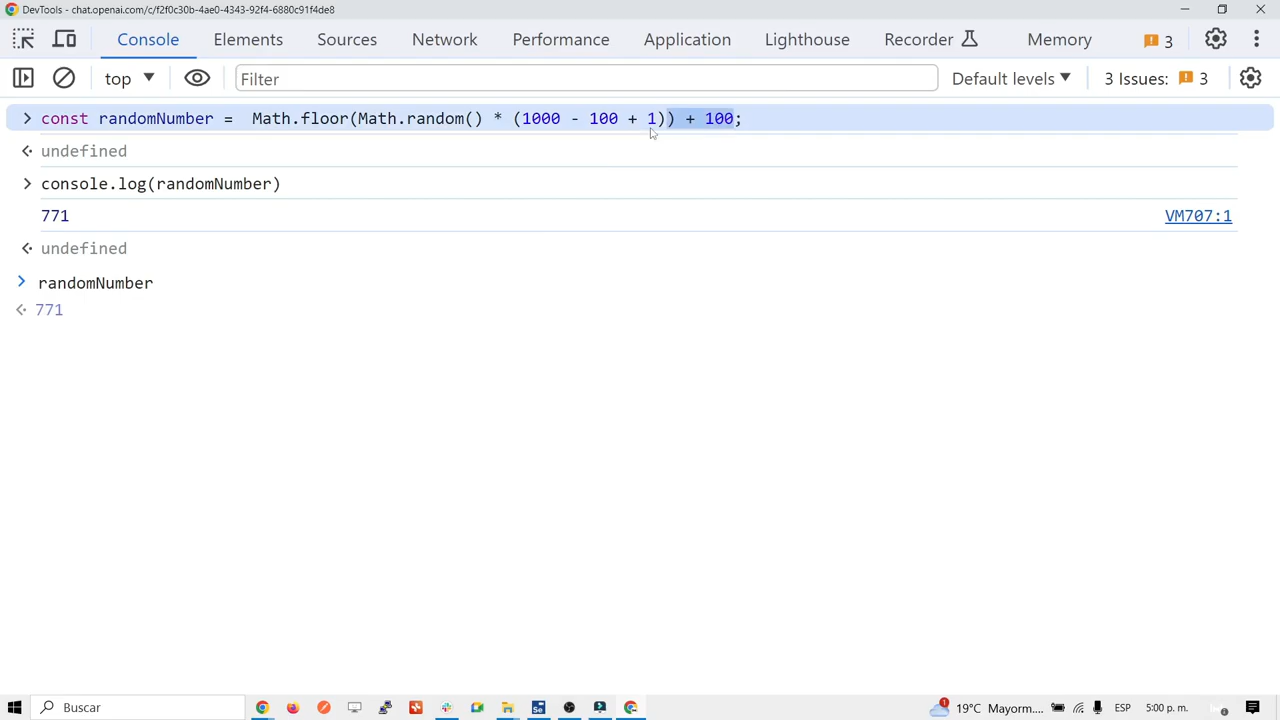 DevTools - chat.openai.com/c/f2f0c30b-4ae0-4343-92f4-6880c91f4de8
Console Elements Sources Network Performance Application Lighthouse Recorder Memory 3
top Filter Default levels 3 Issues: 3
const randomNumber =  Math.floor(Math.random() * (1000 - 100 + 1)) + 100;
undefined
console.log(randomNumber)
771 VM707:1
undefined
randomNumber
771
Buscar 19°C Mayorm.... ESP 5:00 p. m.